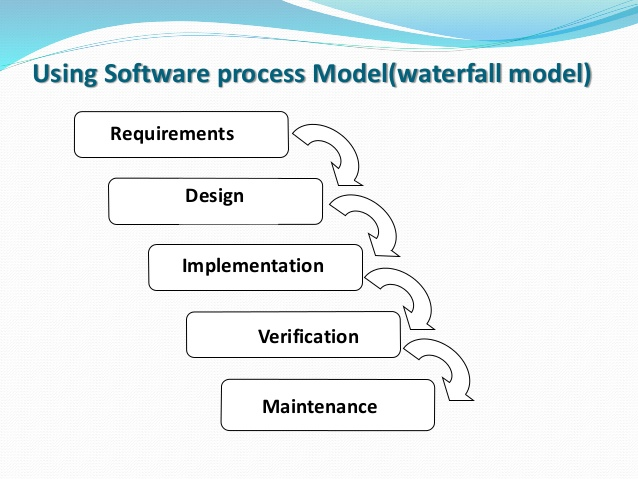 Using Software process Model(waterfall model)
Requirements
Design
Implementation
Verification
Maintenance